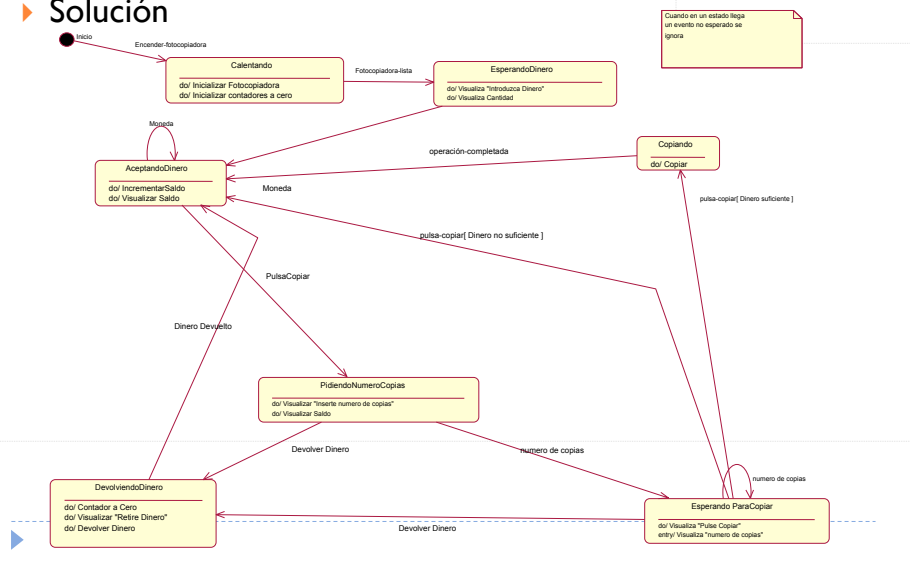 Solución
Inicio
Encender-fotocopiadora
Cuando en un estado llega
un evento no esperado se
ignora
Calentando
do/ Inicializar Fotocopiadora
do/ Inicializar contadores a cero
Fotocopiadora-lista
EsperandoDinero
do/ Visualiza "Introduzca Dinero"
do/ Visualiza Cantidad
Moneda
AceptandoDinero
do/ IncrementarSaldo
do/ Visualizar Saldo
operación-completada
Copiando
do/ Copiar
Moneda
pulsa-copiar[ Dinero suficiente ]
pulsa-copiar[ Dinero no suficiente ]
PulsaCopiar
Dinero Devuelto
PidiendoNumeroCopias
do/ Visualizar "Inserte numero de copias"
do/ Visualizar Saldo
Devolver Dinero
numero de copias
numero de copias
DevolviendoDinero
do/ Contador a Cero
do/ Visualizar "Retire Dinero"
do/ Devolver Dinero
Esperando ParaCopiar
do/ Visualiza "Pulse Copiar"
entry/ Visualiza "numero de copias"
Devolver Dinero